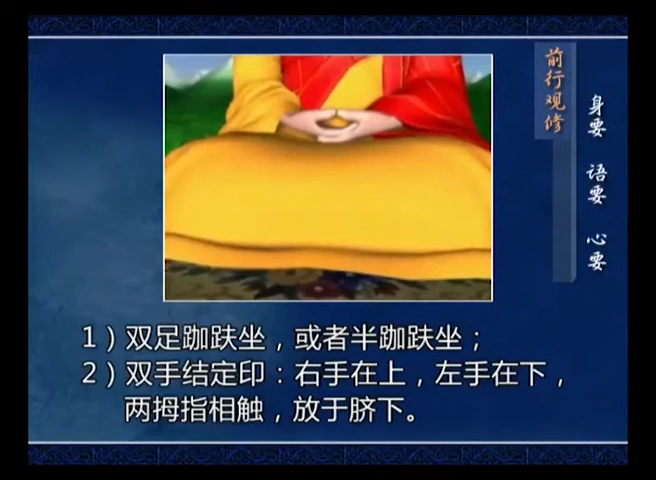 前行观修
身要 语要 心要
1）双足跏趺坐，或者半跏趺坐；
2）双手结定印：右手在上，左手在下，
两拇指相触，放于脐下。